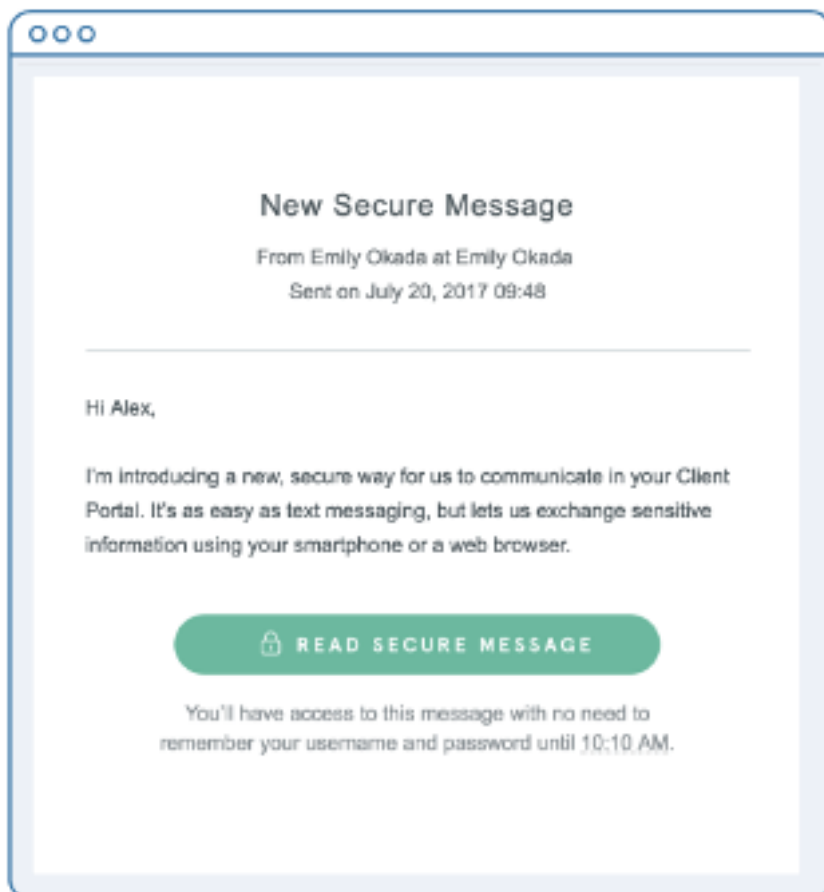 New Secure Message
From Emily Okada at Emily Okada
Sent on July 20, 2017 09:48
Hi Alex,
I'm introducing a new, secure way for us to communicate in your Client
Portal. It's as easy as text messaging, but lets us exchange sensitive
information using your smartphone or a web browser.
READ SECURE MESSAGE
You'll have access to this message with no need to
remember your username and password until 10:10 AM.